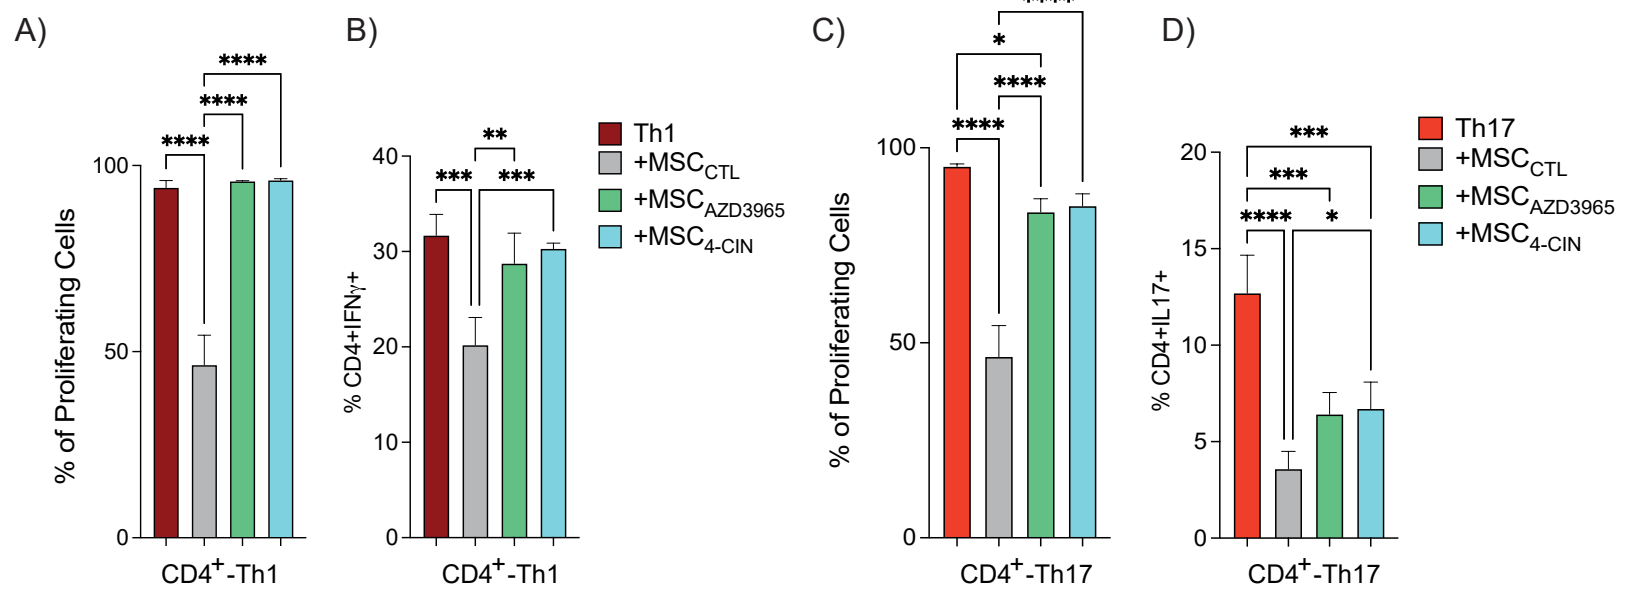 A)
****
****
****
100
50
0
% of Proliferating Cells
CD4+-Th1
B)
**
***
***
40
30
20
10
0
% CD4+IFNγ+
CD4+-Th1
Th1
+MSCCTL
+MSCAZD3965
+MSC4-CIN
C)
****
*
****
****
100
50
0
% of Proliferating Cells
CD4+-Th17
D)
***
***
****
*
20
15
10
5
0
% CD4+IL17+
CD4+-Th17
Th17
+MSCCTL
+MSCAZD3965
+MSC4-CIN